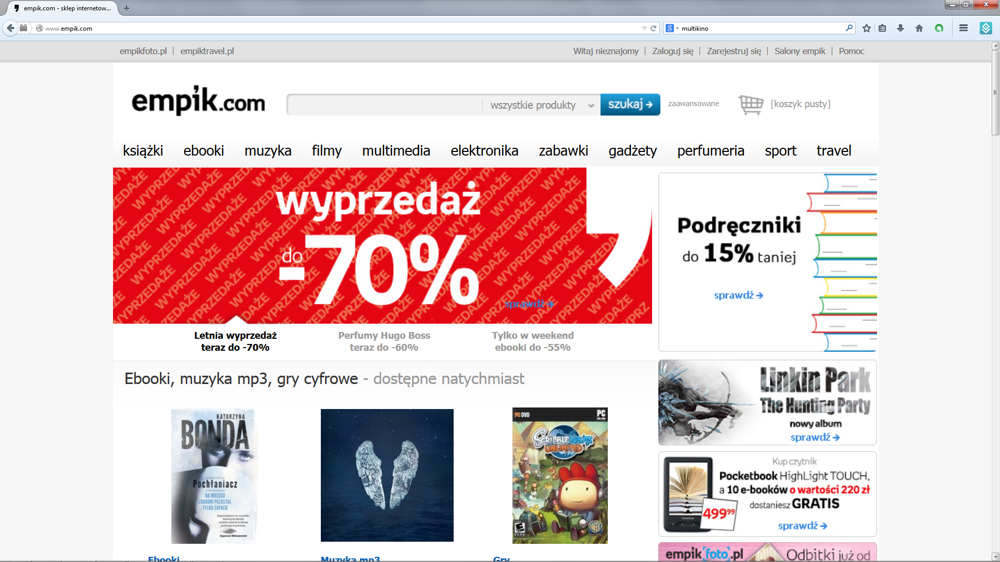 empik.com - sklep internetow...
www.empik.com
multikino
empikfoto.pl
empiktravel.pl
Witaj nieznajomy
Zaloguj się
Zarejestruj się
Salony empik
Pomoc
empik.com
wszystkie produkty
szukaj
zaawansowane
[koszyk pusty]
książki
ebooki
muzyka
filmy
multimedia
elektronika
zabawki
gadżety
perfumeria
sport
travel
wyprzedaż
do
-70%
sprawdź
Letnia wyprzedaż
teraz do -70%
Perfumy Hugo Boss
teraz do -60%
Tylko w weekend
ebooki do -55%
Podręczniki
do 15% taniej
sprawdź
Ebooki, muzyka mp3, gry cyfrowe - dostępne natychmiast
KATARZYNA
BONDA
Pochłaniacz
NA MIEJSCU
ZBRODNI POZOSTAŁ
TYLKO ZAPACH
Zygmunt Miłoszewski
PC DVD
PC
SCRIBBLENAUTS
UNLIMITED
WB
GAMES
Linkin Park
The Hunting Party
nowy album
sprawdź
Kup czytnik
Pocketbook HighLight TOUCH,
a 10 e-booków o wartości 220 zł
dostaniesz GRATIS
49999
sprawdź
empikfoto.pl
Odbitki już od
Ebooki
Muzyka mp3
Gry